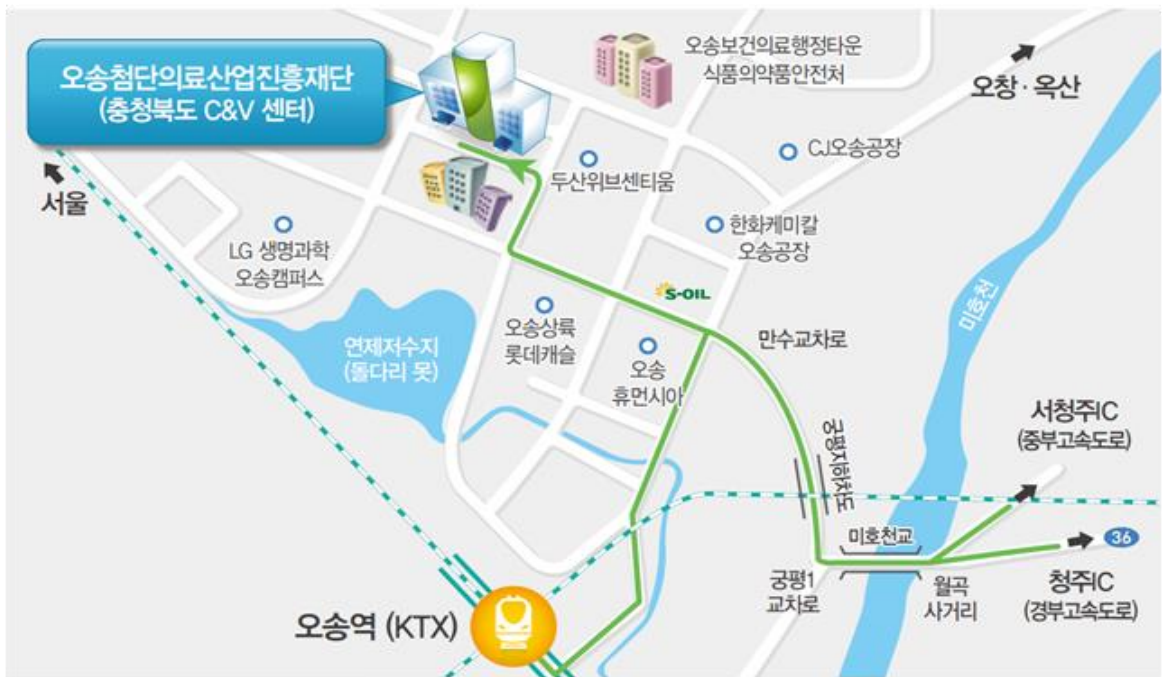 오송첨단의료산업진흥재단
(충청북도 C&V 센터)
오송보건의료행정타운
식품의약품안전처
오창·옥산
CJ오송공장
두산위브센티움
서울
LG 생명과학
오송캠퍼스
한화케미칼
오송공장
S-OIL
미호천
연제저수지
(돌다리 못)
오송상륙
롯데캐슬
오송
휴먼시아
만수교차로
궁평지하차도
서청주IC
(중부고속도로)
미호천교
36
궁평1
교차로
월곡
사거리
청주IC
(경부고속도로)
오송역 (KTX)